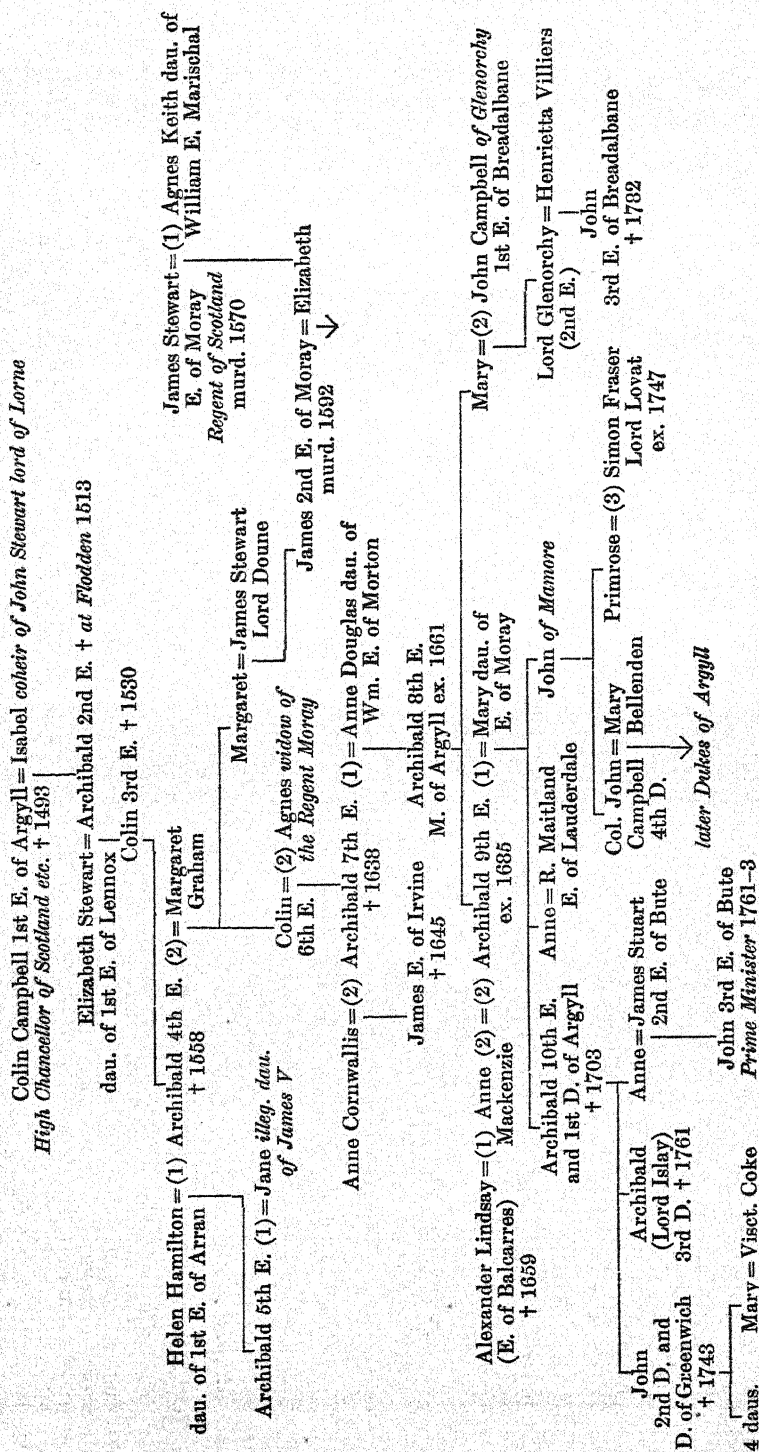 Colin Campbell 1st E. of Argyll = Isabel coheir of John Stewart lord of Lorne
High Chancellor of Scotland etc. † 1493
Elizabeth Stewart = Archibald 2nd E. † at Flodden 1513
dau. of 1st E. of Lennox
Colin 3rd E. † 1530
James Stewart = (1) Agnes Keith dau. of
E. of Moray William E. Marischal
Regent of Scotland
murd. 1570
Helen Hamilton = (1) Archibald 4th E. (2) = Margaret
dau. of 1st E. of Arran † 1558 Graham
Margaret = James Stewart
Lord Doune
Archibald 5th E. (1) = Jane illeg. dau.
of James V
Colin = (2) Agnes widow of
6th E. the Regent Moray
James 2nd E. of Moray = Elizabeth
murd. 1592
Anne Cornwallis = (2) Archibald 7th E. (1) = Anne Douglas dau. of
† 1638 Wm. E. of Morton
James E. of Irvine Archibald 8th E.
† 1645 M. of Argyll ex. 1661
Alexander Lindsay = (1) Anne (2) = (2) Archibald 9th E. (1) = Mary dau. of
(E. of Balcarres) Mackenzie ex. 1685 E. of Moray
† 1659
Mary = (2) John Campbell of Glenorchy
1st E. of Breadalbane
Archibald 10th E. Anne = R. Maitland John of Mamore
and 1st D. of Argyll E. of Lauderdale
† 1703
Lord Glenorchy = Henrietta Villiers
(2nd E.)
John
3rd E. of Breadalbane
† 1782
John Archibald Anne = James Stuart
2nd D. and (Lord Islay) 2nd E. of Bute
D. of Greenwich 3rd D. † 1761
† 1743
Col. John = Mary Primrose = (3) Simon Fraser
Campbell Bellenden Lord Lovat
4th D. ex. 1747
later Dukes of Argyll
4 daus. Mary = Visct. Coke
John 3rd E. of Bute
Prime Minister 1761–3